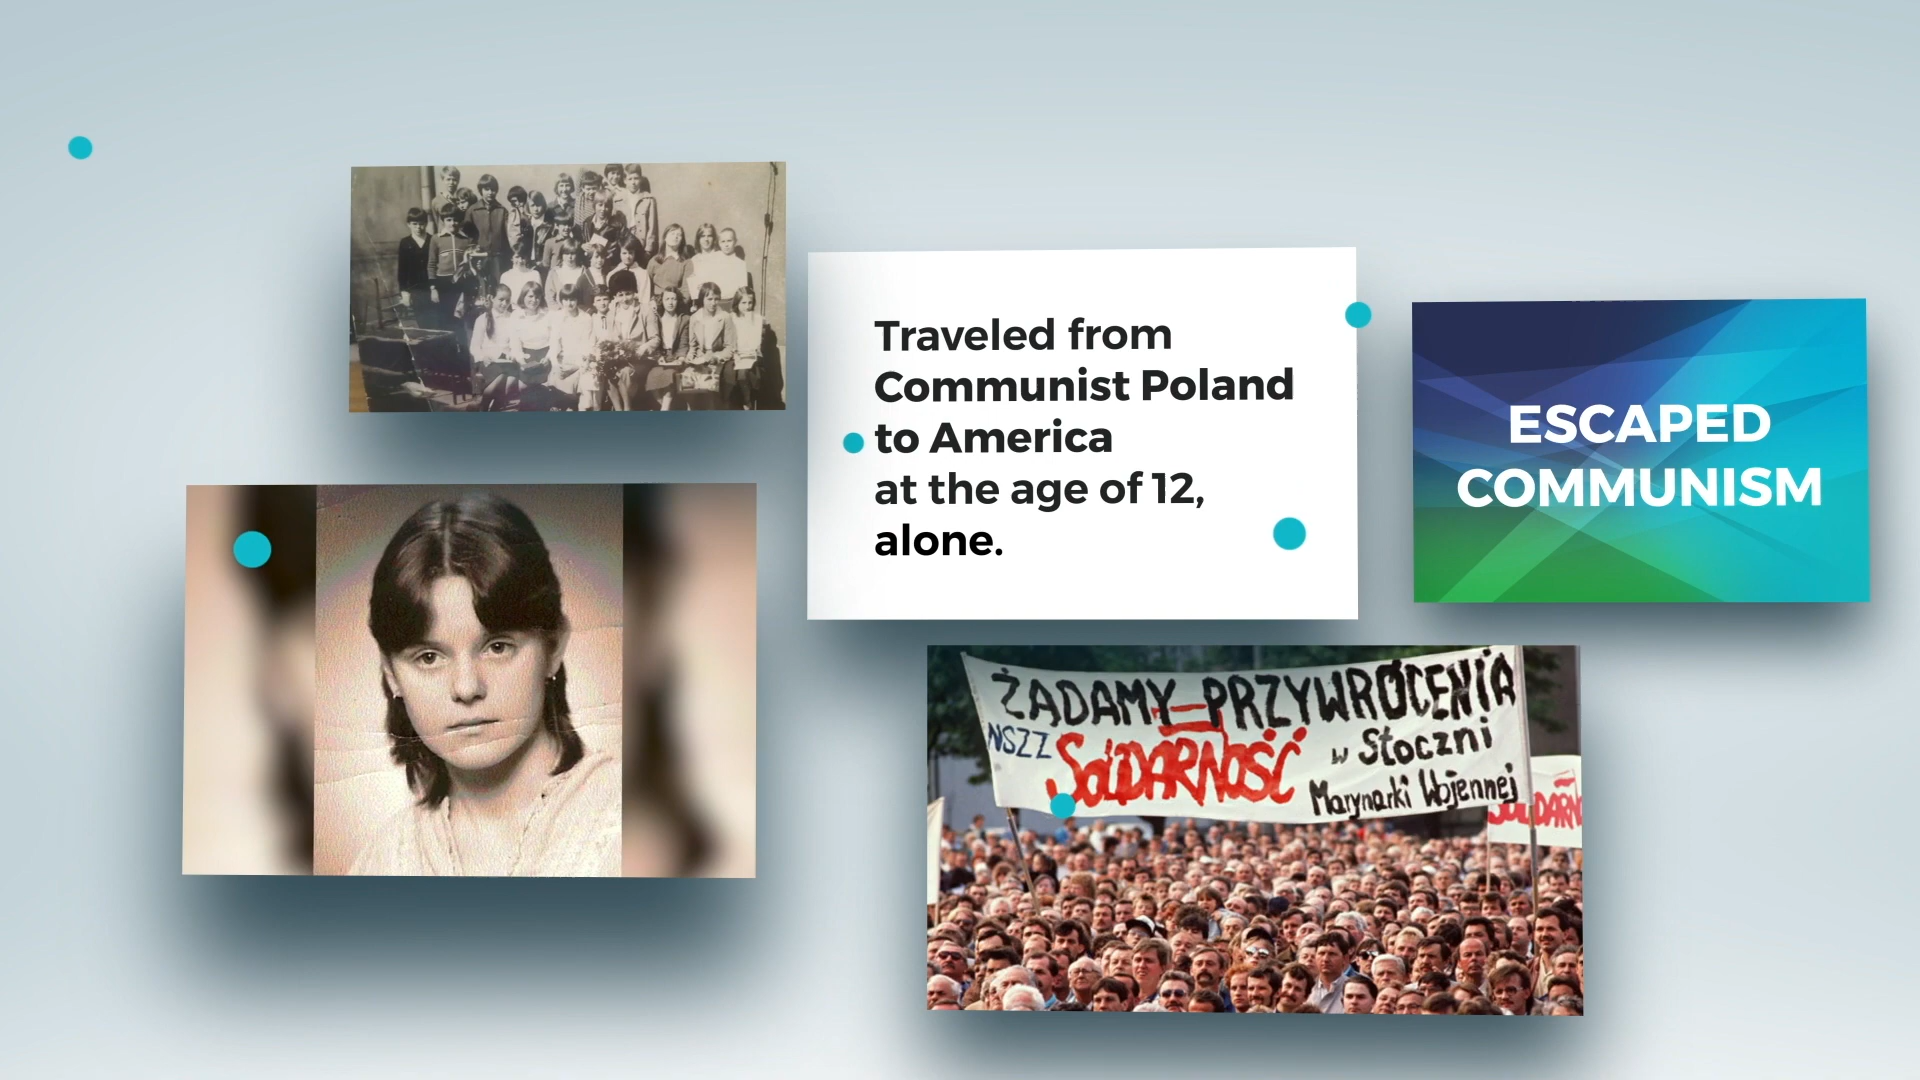 Traveled from
Communist Poland
to America
at the age of 12,
alone.
ESCAPED
COMMUNISM
ŻĄDAMY PRZYWRÓCENIA
NSZZ SOLIDARNOŚĆ w Stoczni
Marynarki Wojennej